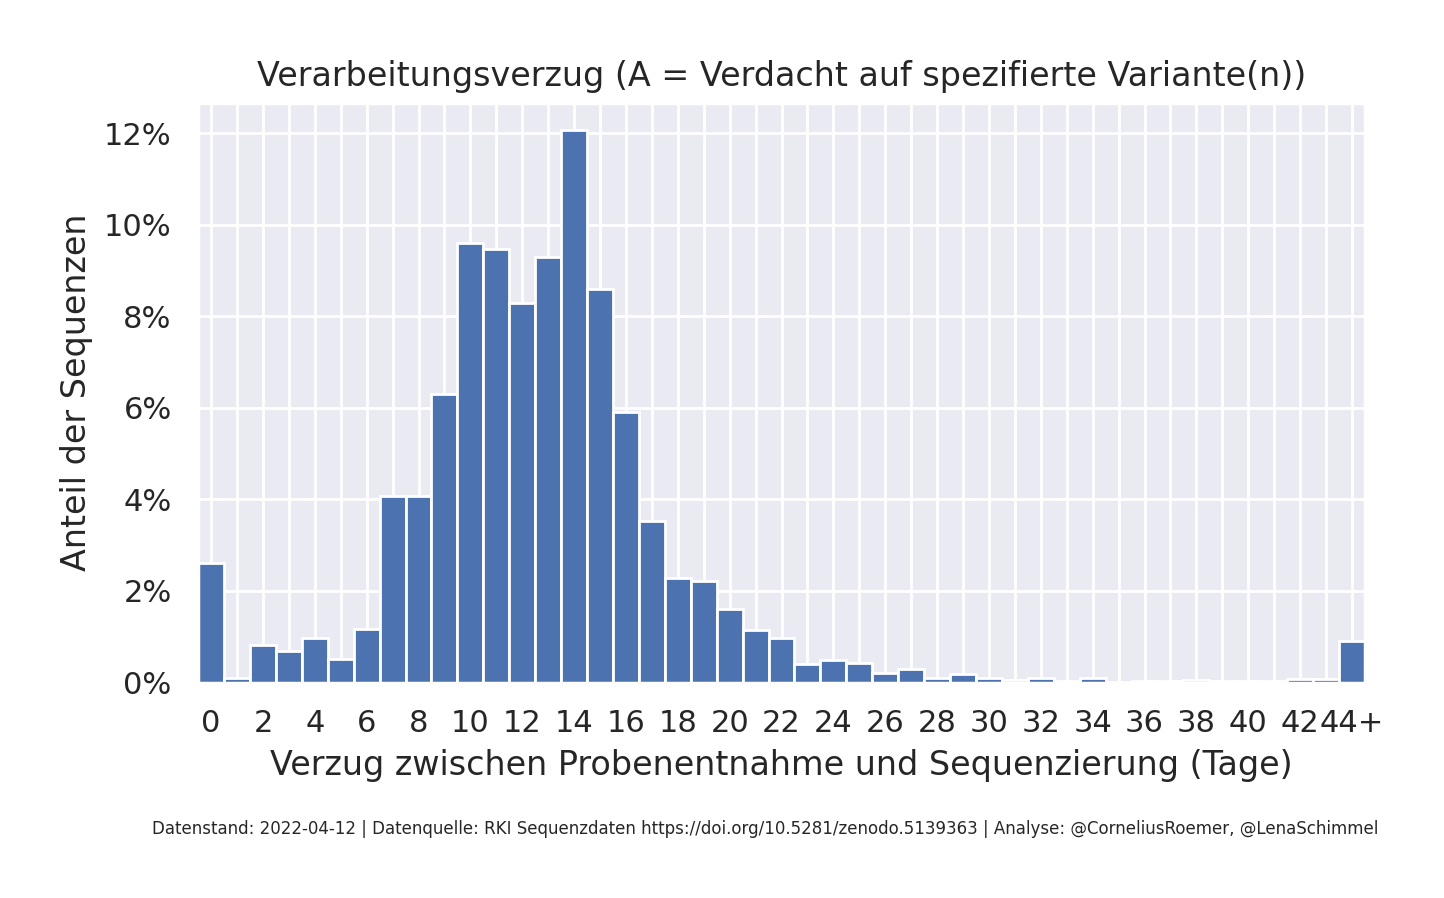 Verarbeitungsverzug (A = Verdacht auf spezifierte Variante(n))
12%
10%
8%
6%
4%
2%
0%
Anteil der Sequenzen
0 2 4 6 8 10 12 14 16 18 20 22 24 26 28 30 32 34 36 38 40 42 44+
Verzug zwischen Probenentnahme und Sequenzierung (Tage)
Datenstand: 2022-04-12 | Datenquelle: RKI Sequenzdaten https://doi.org/10.5281/zenodo.5139363 | Analyse: @CorneliusRoemer, @LenaSchimmel